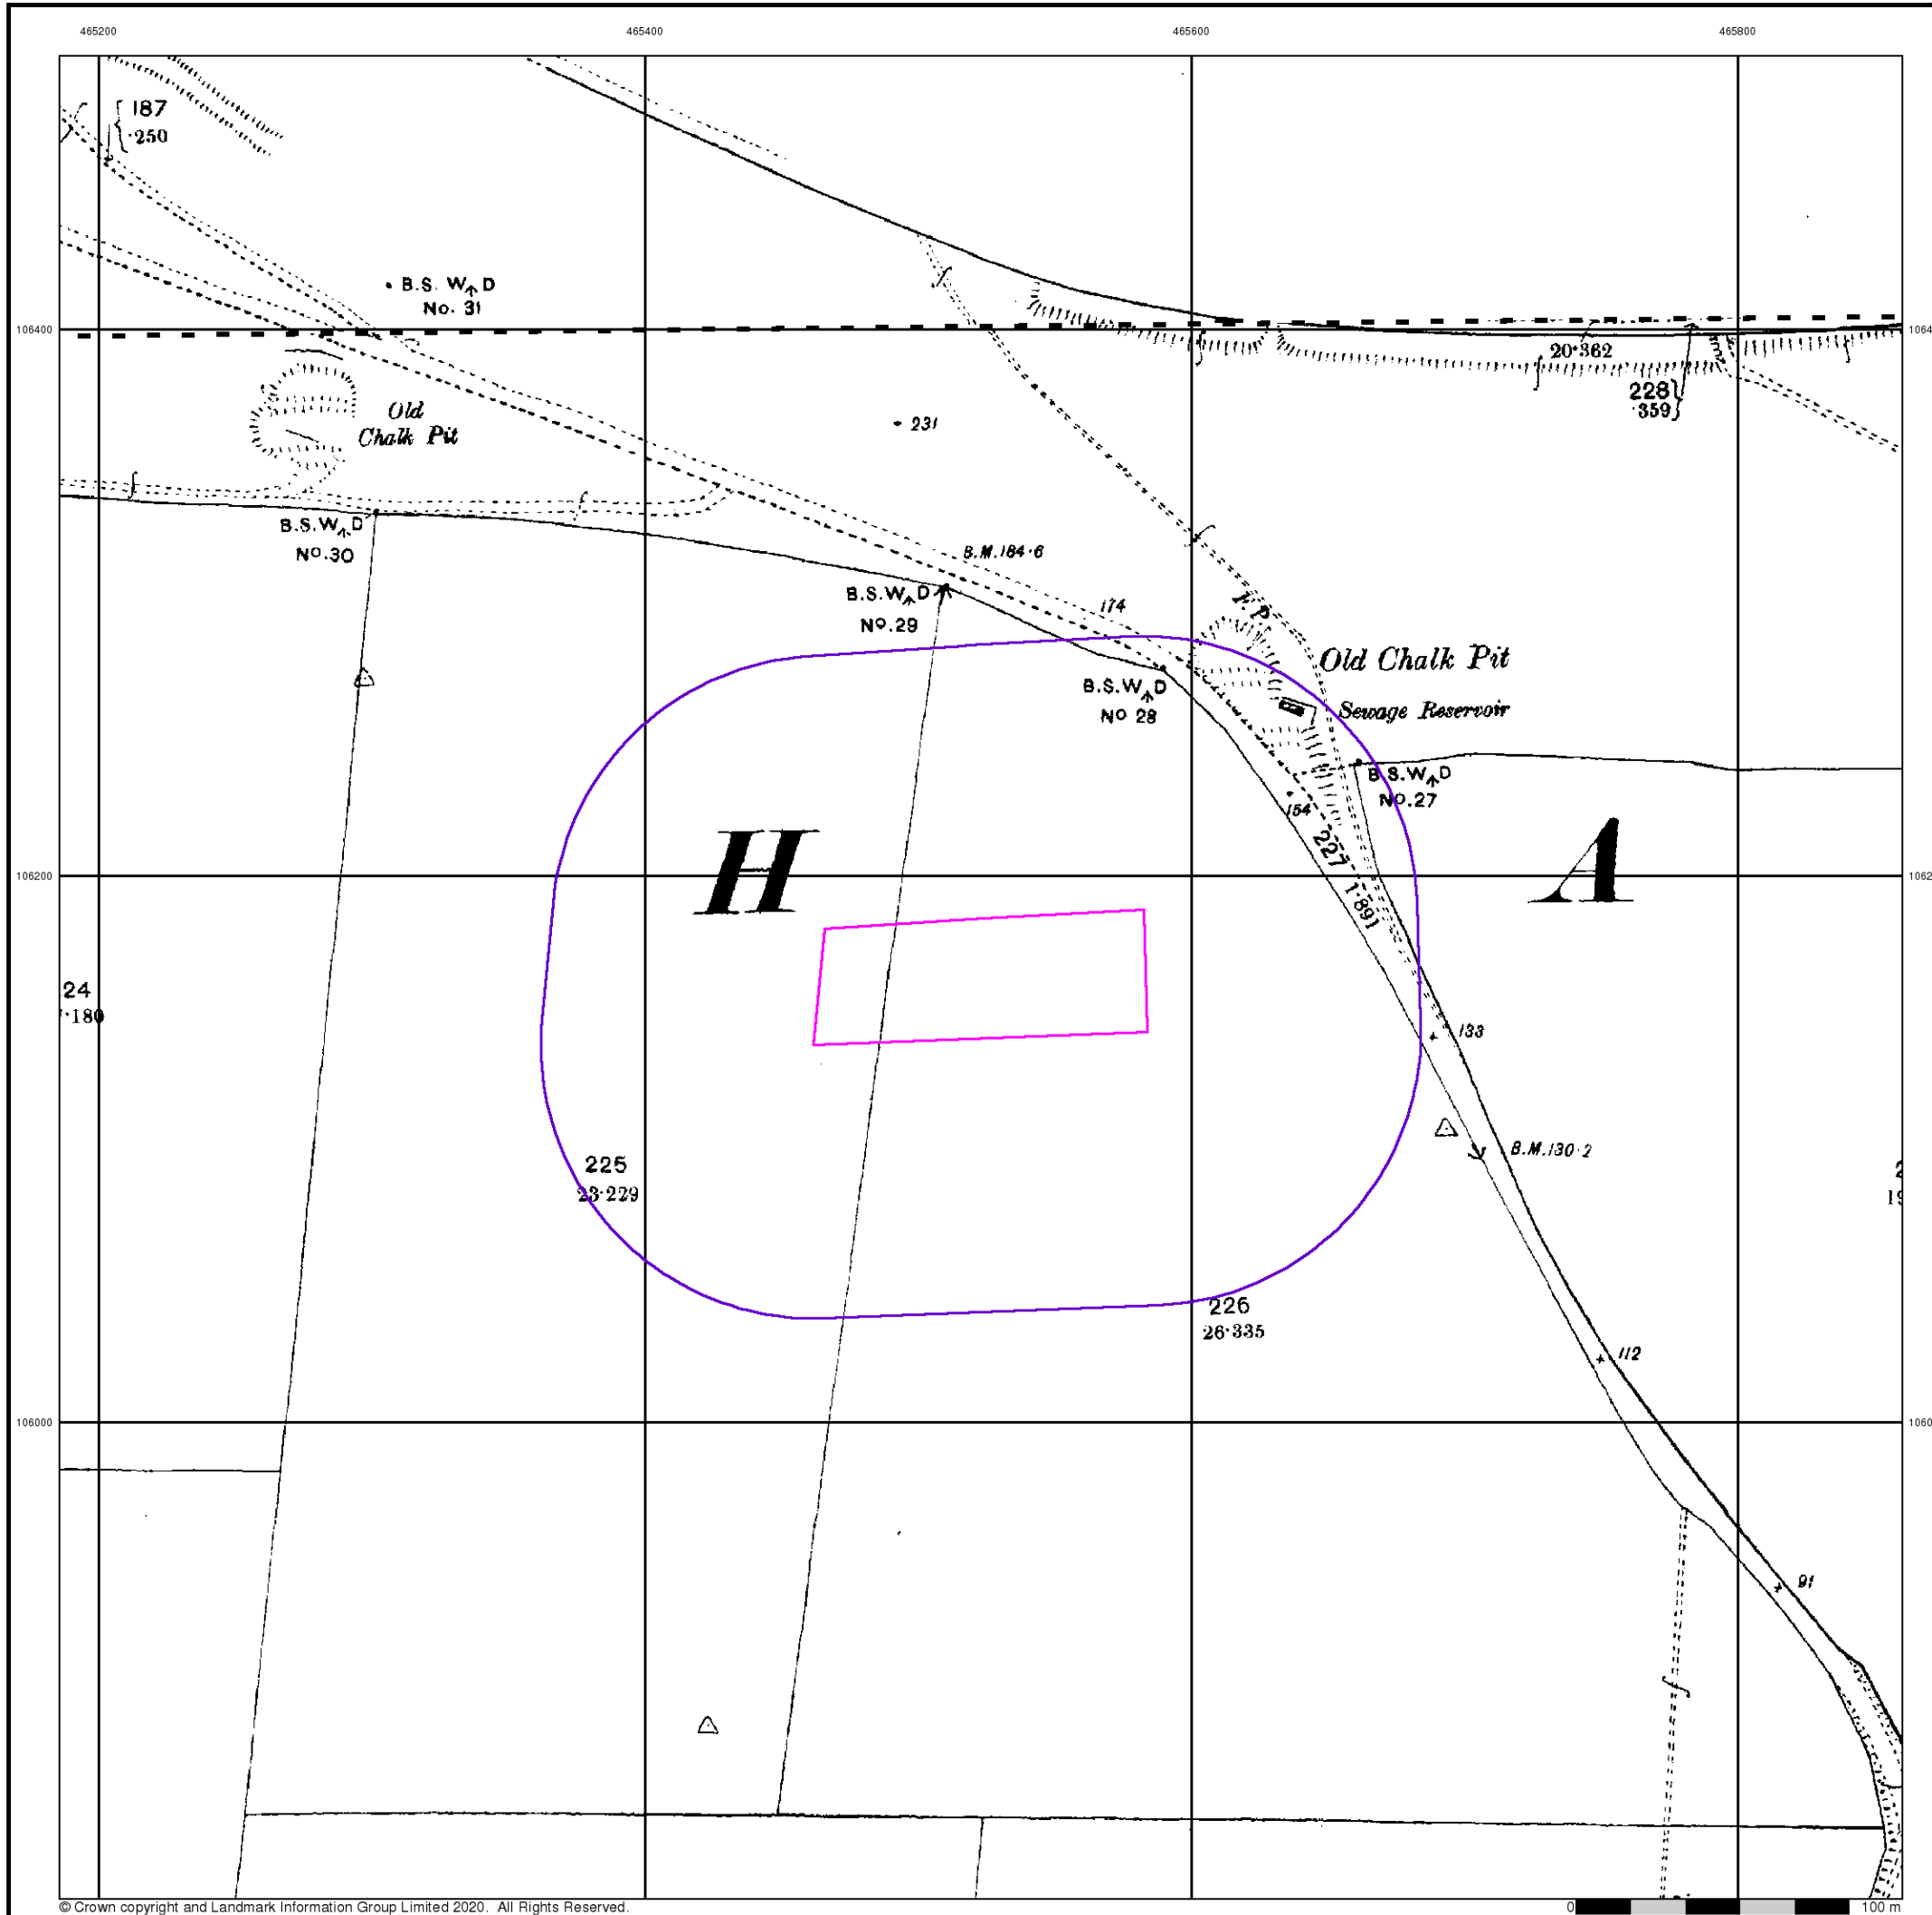 465200
465400
465600
465800
187
·250
B.S. W D
No. 31
106400
20·362
228
·359
Old
Chalk Pit
231
B.S.W D
No.30
B.M.184·6
B.S.W D
No.29
174
F.P.
Old Chalk Pit
B.S.W D
No 28
Sewage Reservoir
B.S.W D
No.27
154
227
1·891
H
A
106200
24
·180
133
B.M.130·2
225
23·229
226
26·335
112
106000
91
© Crown copyright and Landmark Information Group Limited 2020. All Rights Reserved.
0
100 m